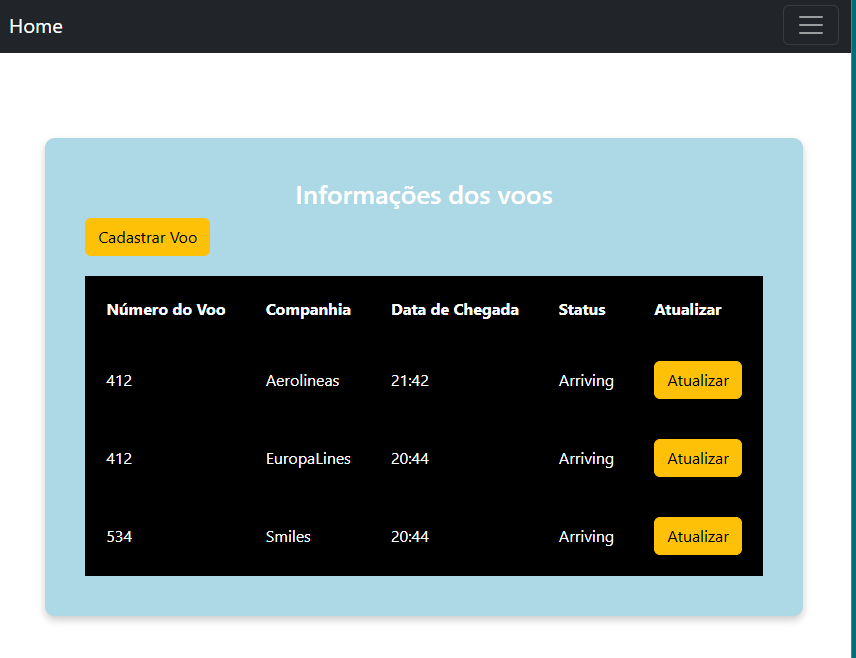 Home
Informações dos voos
Cadastrar Voo
Número do Voo Companhia Data de Chegada Status Atualizar
412 Aerolineas 21:42 Arriving Atualizar
412 EuropaLines 20:44 Arriving Atualizar
534 Smiles 20:44 Arriving Atualizar